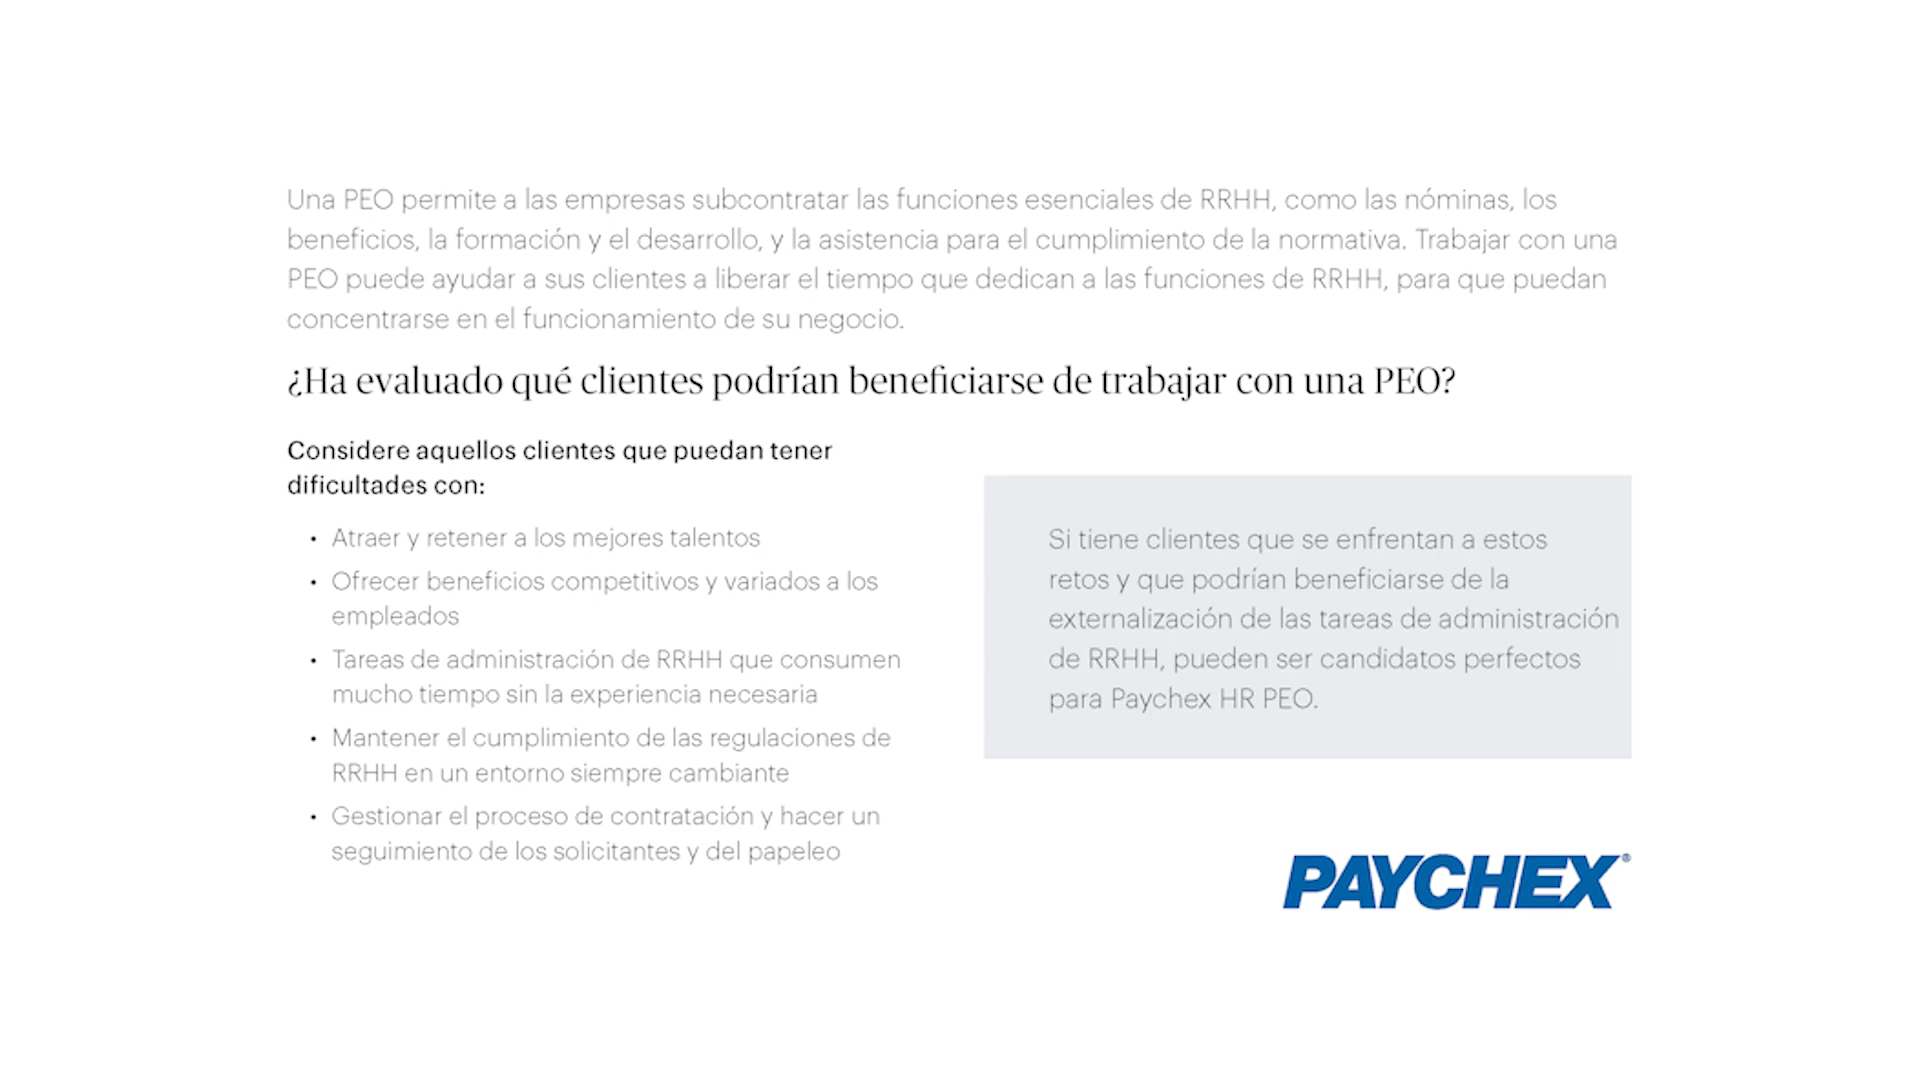 Una PEO permite a las empresas subcontratar las funciones esenciales de RRHH, como las nóminas, los
beneficios, la formación y el desarrollo, y la asistencia para el cumplimiento de la normativa. Trabajar con una
PEO puede ayudar a sus clientes a liberar el tiempo que dedican a las funciones de RRHH, para que puedan
concentrarse en el funcionamiento de su negocio.
¿Ha evaluado qué clientes podrían beneficiarse de trabajar con una PEO?
Considere aquellos clientes que puedan tener
dificultades con:
• Atraer y retener a los mejores talentos
• Ofrecer beneficios competitivos y variados a los
empleados
• Tareas de administración de RRHH que consumen
mucho tiempo sin la experiencia necesaria
• Mantener el cumplimiento de las regulaciones de
RRHH en un entorno siempre cambiante
• Gestionar el proceso de contratación y hacer un
seguimiento de los solicitantes y del papeleo
Si tiene clientes que se enfrentan a estos
retos y que podrían beneficiarse de la
externalización de las tareas de administración
de RRHH, pueden ser candidatos perfectos
para Paychex HR PEO.
PAYCHEX®